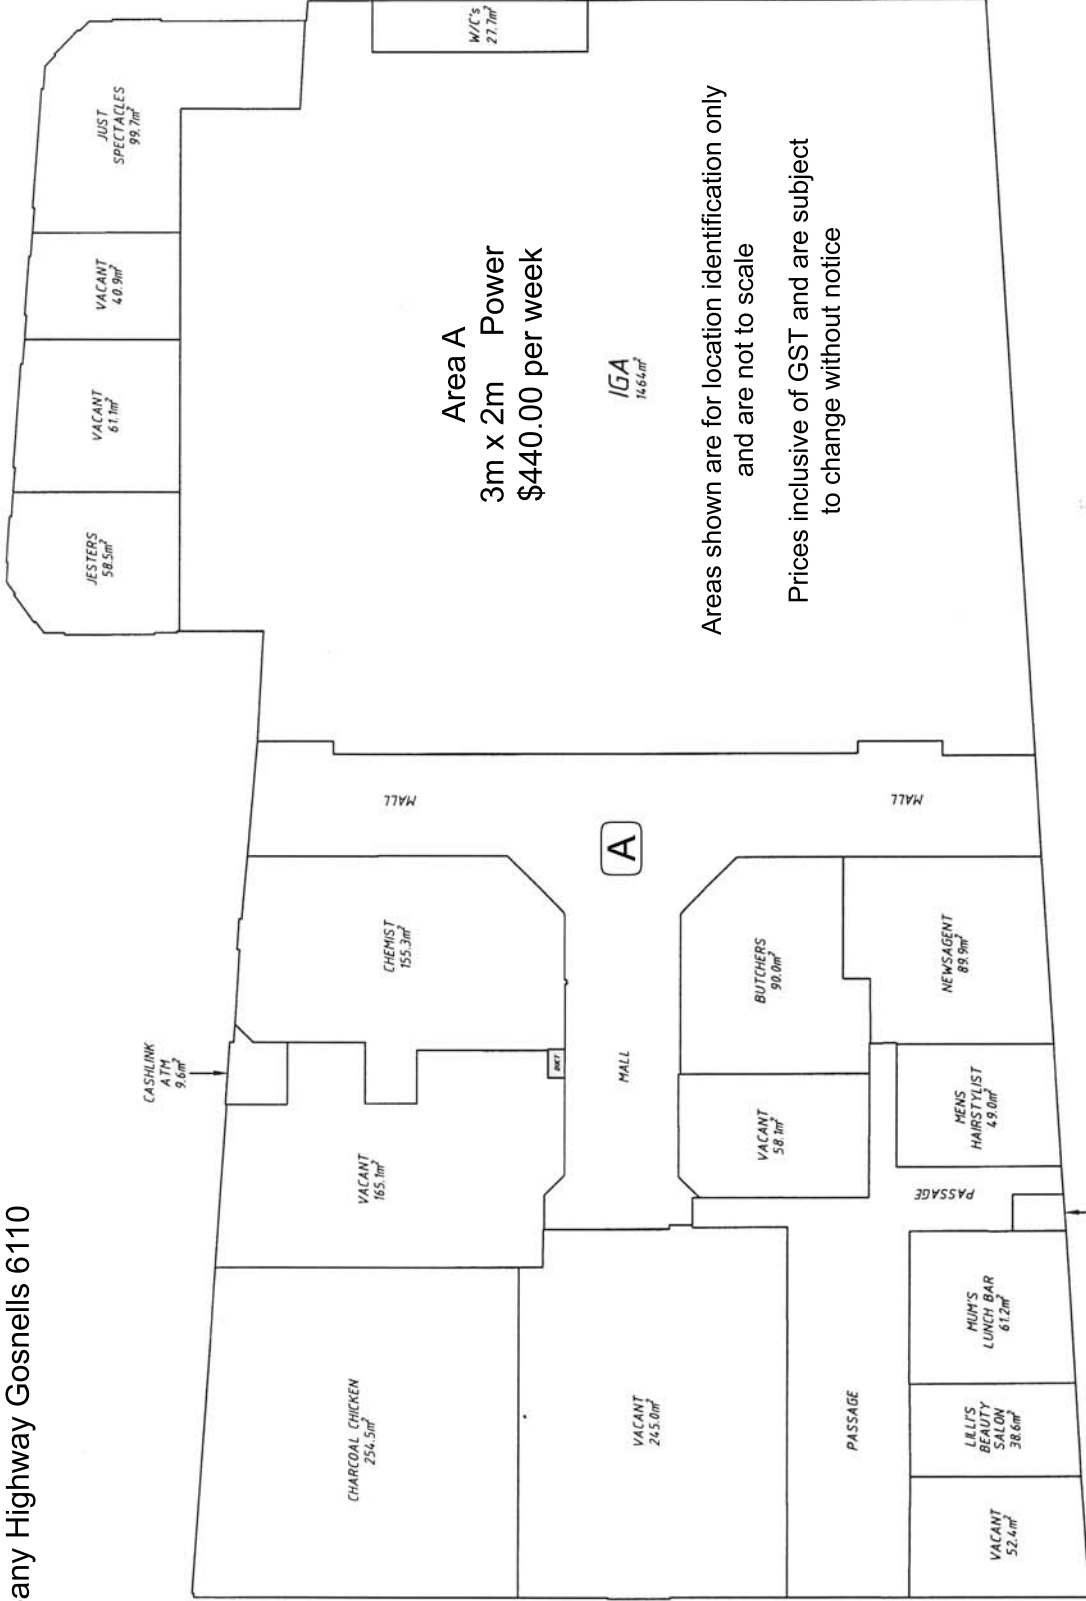 any Highway Gosnells 6110
CASHLINK
ATM
9.6m²
JESTERS
58.5m²
VACANT
61.1m²
VACANT
40.9m²
JUST
SPECTACLES
99.7m²
CHARCOAL CHICKEN
254.5m²
VACANT
165.1m²
CHEMIST
155.3m²
MALL
W/C's
27.7m²
Area A
3m x 2m Power
$440.00 per week
DUCT
VACANT
245.0m²
MALL
A
IGA
1464m²
Areas shown are for location identification only
and are not to scale
Prices inclusive of GST and are subject
to change without notice
VACANT
58.1m²
BUTCHERS
90.0m²
PASSAGE
PASSAGE
MALL
MENS
HAIRSTYLIST
49.0m²
NEWSAGENT
89.9m²
VACANT
52.4m²
LILLI'S
BEAUTY
SALON
38.6m²
MUM'S
LUNCH BAR
61.2m²